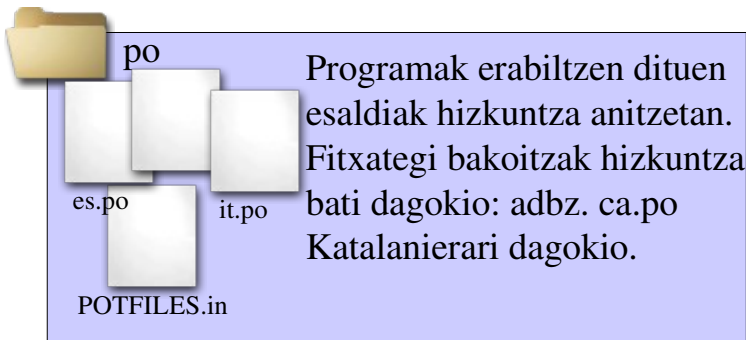 po
es.po
it.po
POTFILES.in
Programak erabiltzen dituen
esaldiak hizkuntza anitzetan.
Fitxategi bakoitzak hizkuntza
bati dagokio: adbz. ca.po
Katalanierari dagokio.